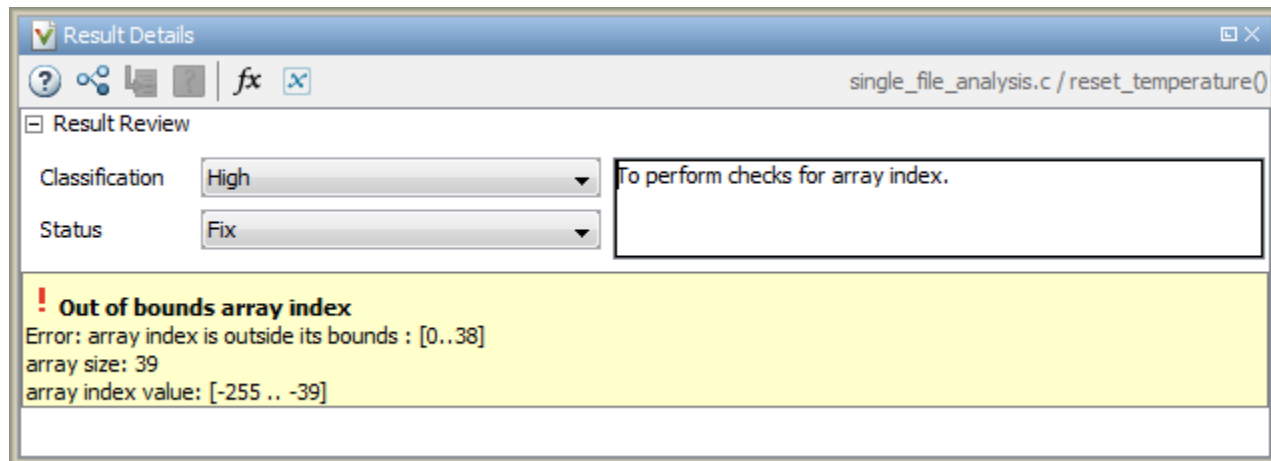 Result Details
fx x single_file_analysis.c / reset_temperature()
Result Review
Classification High To perform checks for array index.
Status Fix
! Out of bounds array index
Error: array index is outside its bounds : [0..38]
array size: 39
array index value: [-255 .. -39]